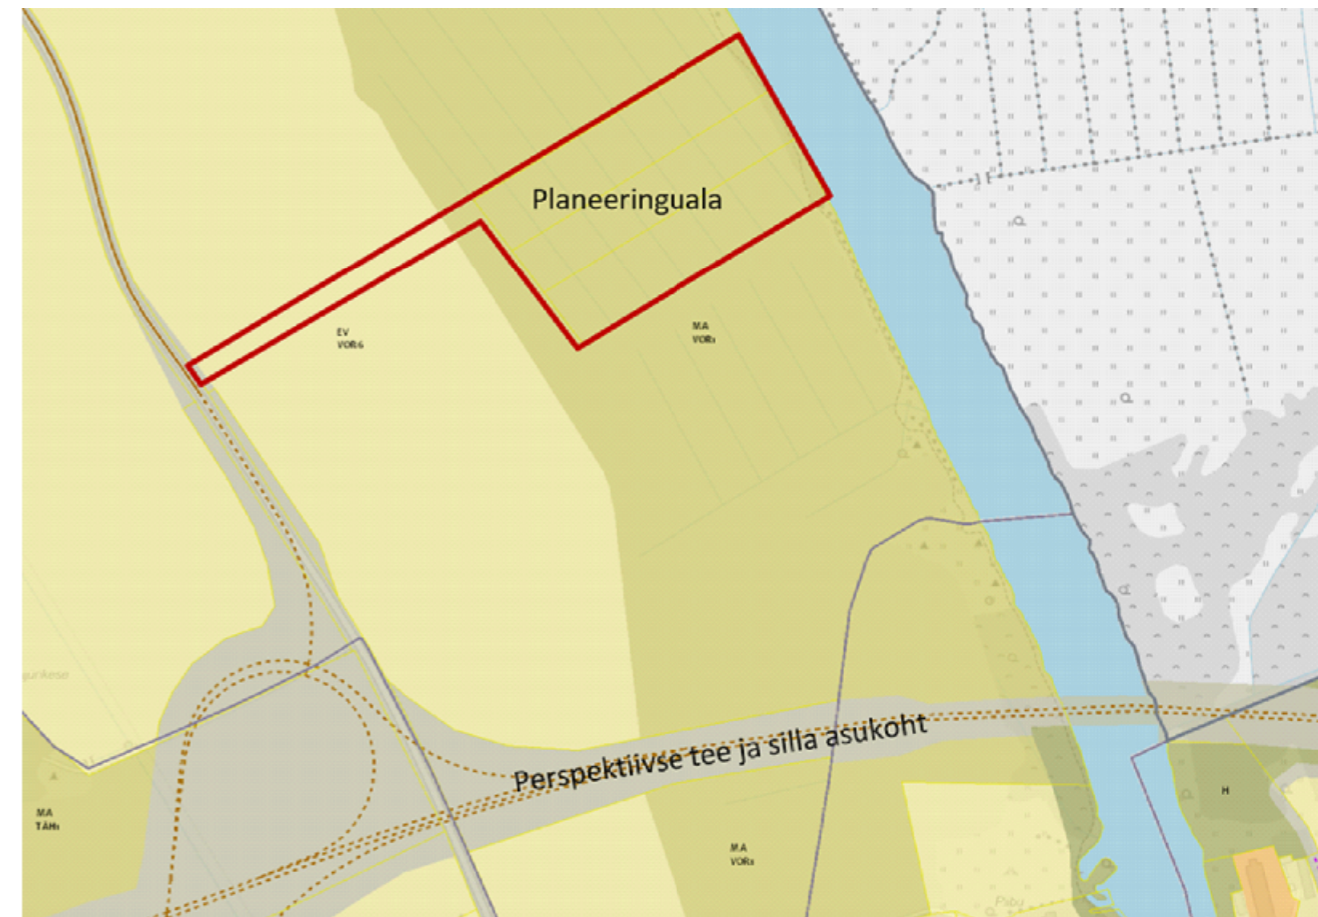 Planeeringuala
EV
VOR6
MA
VOR1
Perspektiivse tee ja silla asukoht
MA
TÄH1
MA
VOR1
H